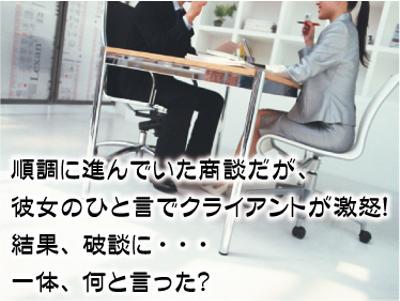 Lexan
順調に進んでいた商談だが、
彼女のひと言でクライアントが激怒!
結果、破談に・・・
一体、何と言った?